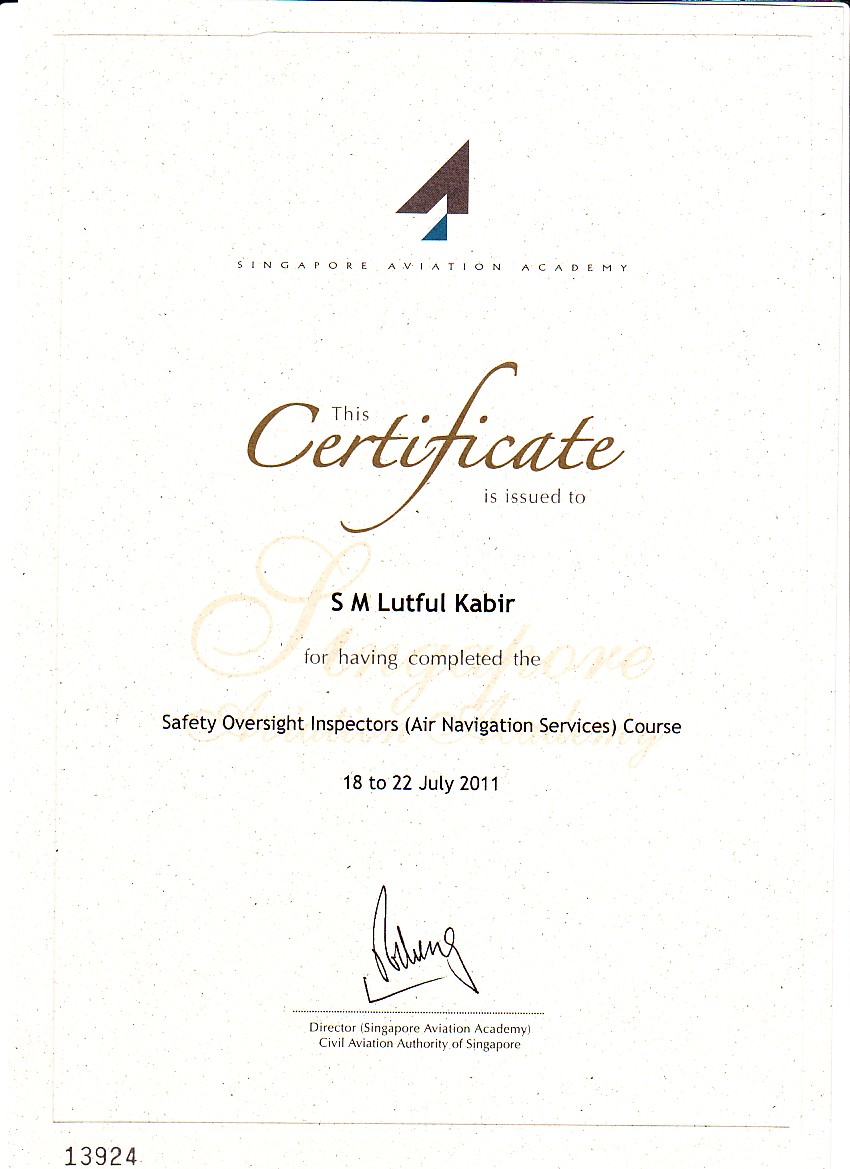 SINGAPORE AVIATION ACADEMY
This
Certificate
is issued to
Singapore
Aviation Academy
S M Lutful Kabir
for having completed the
Safety Oversight Inspectors (Air Navigation Services) Course
18 to 22 July 2011
Director (Singapore Aviation Academy)
Civil Aviation Authority of Singapore
13924